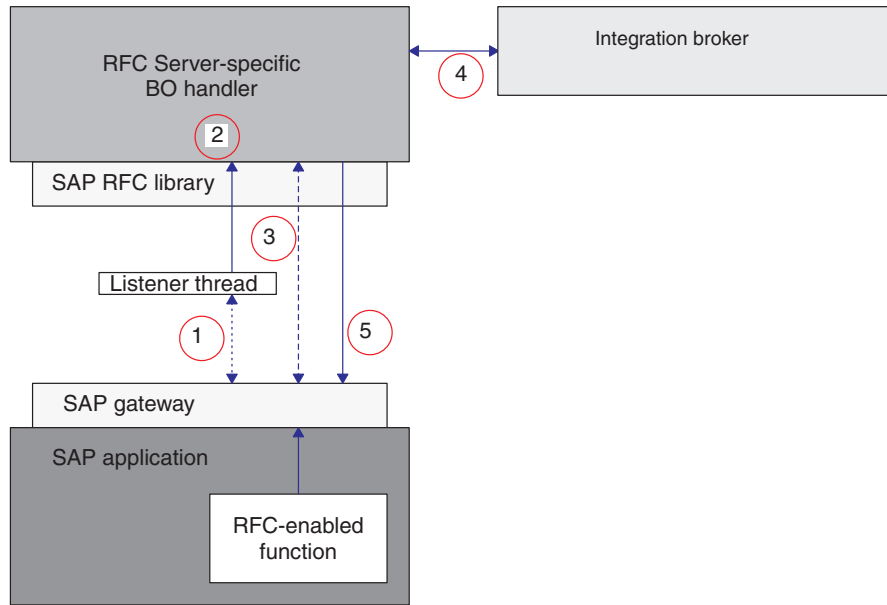 RFC Server-specific
BO handler
Integration broker
4
2
SAP RFC library
3
Listener thread
1
5
SAP gateway
SAP application
RFC-enabled
function